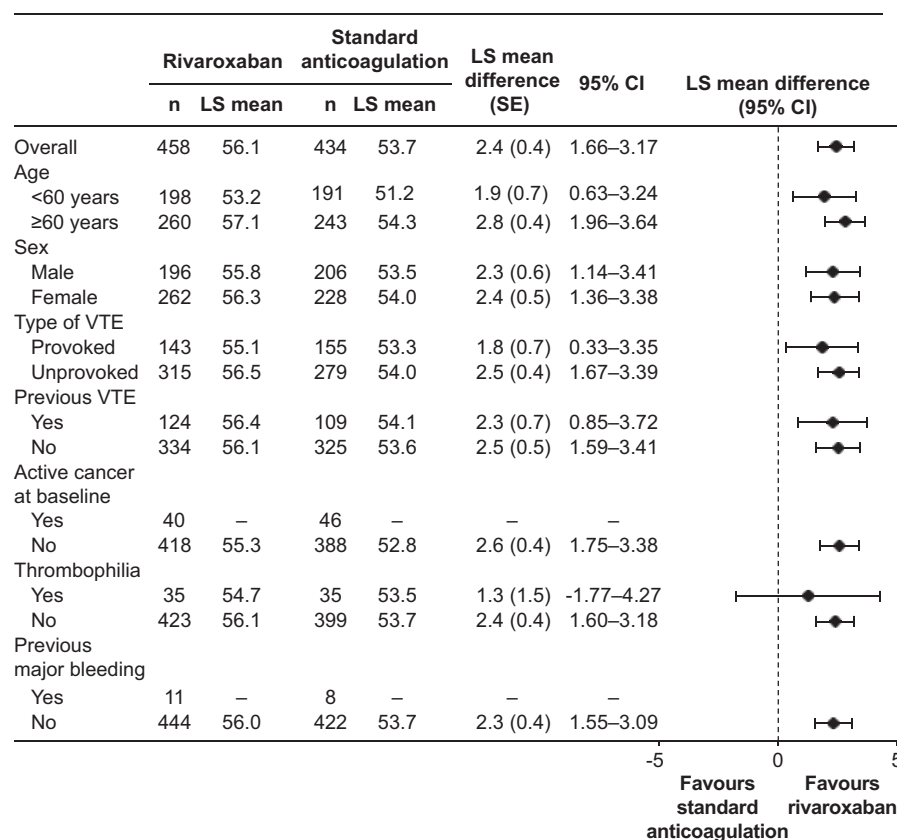 Rivaroxaban Standard anticoagulation LS mean difference (SE) 95% CI LS mean difference (95% CI)
n LS mean n LS mean
Overall 458 56.1 434 53.7 2.4 (0.4) 1.66–3.17
Age
<60 years 198 53.2 191 51.2 1.9 (0.7) 0.63–3.24
≥60 years 260 57.1 243 54.3 2.8 (0.4) 1.96–3.64
Sex
Male 196 55.8 206 53.5 2.3 (0.6) 1.14–3.41
Female 262 56.3 228 54.0 2.4 (0.5) 1.36–3.38
Type of VTE
Provoked 143 55.1 155 53.3 1.8 (0.7) 0.33–3.35
Unprovoked 315 56.5 279 54.0 2.5 (0.4) 1.67–3.39
Previous VTE
Yes 124 56.4 109 54.1 2.3 (0.7) 0.85–3.72
No 334 56.1 325 53.6 2.5 (0.5) 1.59–3.41
Active cancer
at baseline
Yes 40 – 46 – – –
No 418 55.3 388 52.8 2.6 (0.4) 1.75–3.38
Thrombophilia
Yes 35 54.7 35 53.5 1.3 (1.5) -1.77–4.27
No 423 56.1 399 53.7 2.4 (0.4) 1.60–3.18
Previous
major bleeding
Yes 11 – 8 – – –
No 444 56.0 422 53.7 2.3 (0.4) 1.55–3.09
-5 0 5
Favours Favours
standard rivaroxaban
anticoagulation